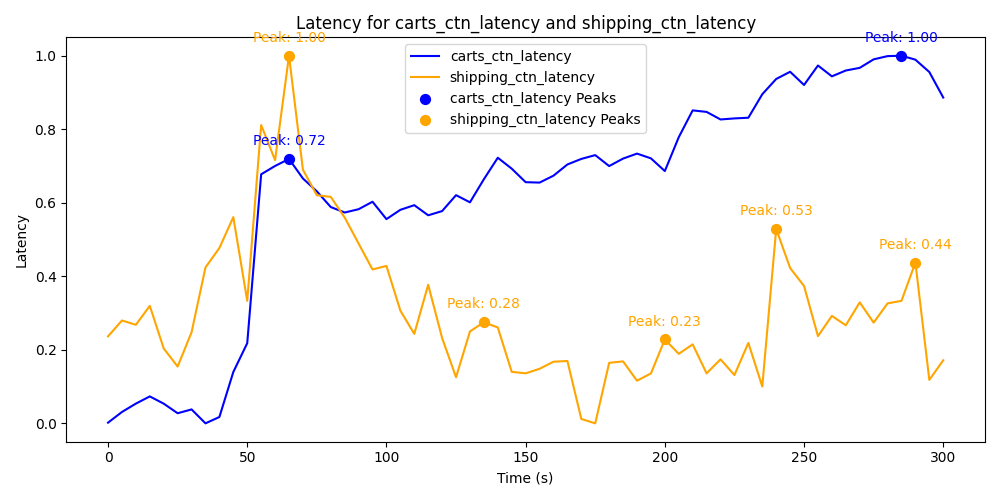 Latency for carts_ctn_latency and shipping_ctn_latency
Peak: 1.00
Peak: 1.00
carts_ctn_latency
shipping_ctn_latency
carts_ctn_latency Peaks
shipping_ctn_latency Peaks
Peak: 0.72
Peak: 0.53
Peak: 0.44
Peak: 0.28
Peak: 0.23
Latency
1.0
0.8
0.6
0.4
0.2
0.0
0 50 100 150 200 250 300
Time (s)